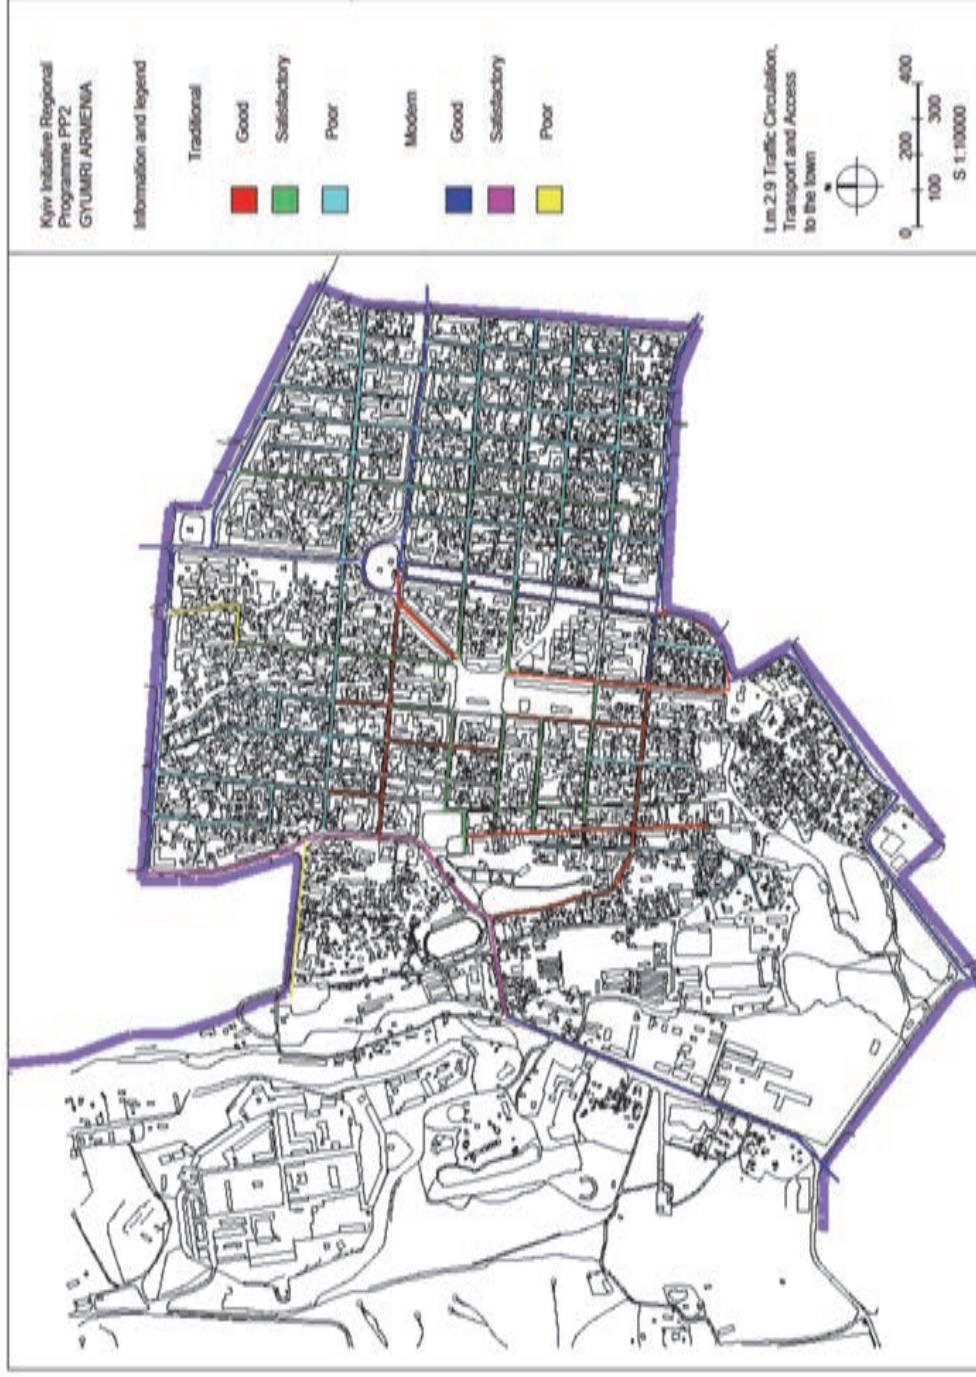 Kyiv Initiative Regional
Programme PP2
GYUMRI ARMENIA
Information and legend
Traditional
Good
Satisfactory
Poor
Modern
Good
Satisfactory
Poor
t.m.2.9 Traffic Circulation,
Transport and Access
to the town
0 100 200 300 400
S 1:10000